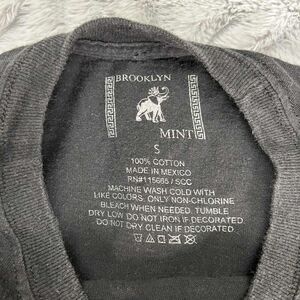 BROOKLYN
MINT
S
100% COTTON
MADE IN MEXICO
RN#115665 / SCC
MACHINE WASH COLD WITH
LIKE COLORS. ONLY NON-CHLORINE
BLEACH WHEN NEEDED. TUMBLE
DRY LOW DO NOT IRON IF DECORATED
DO NOT DRY CLEAN IF DECORATED